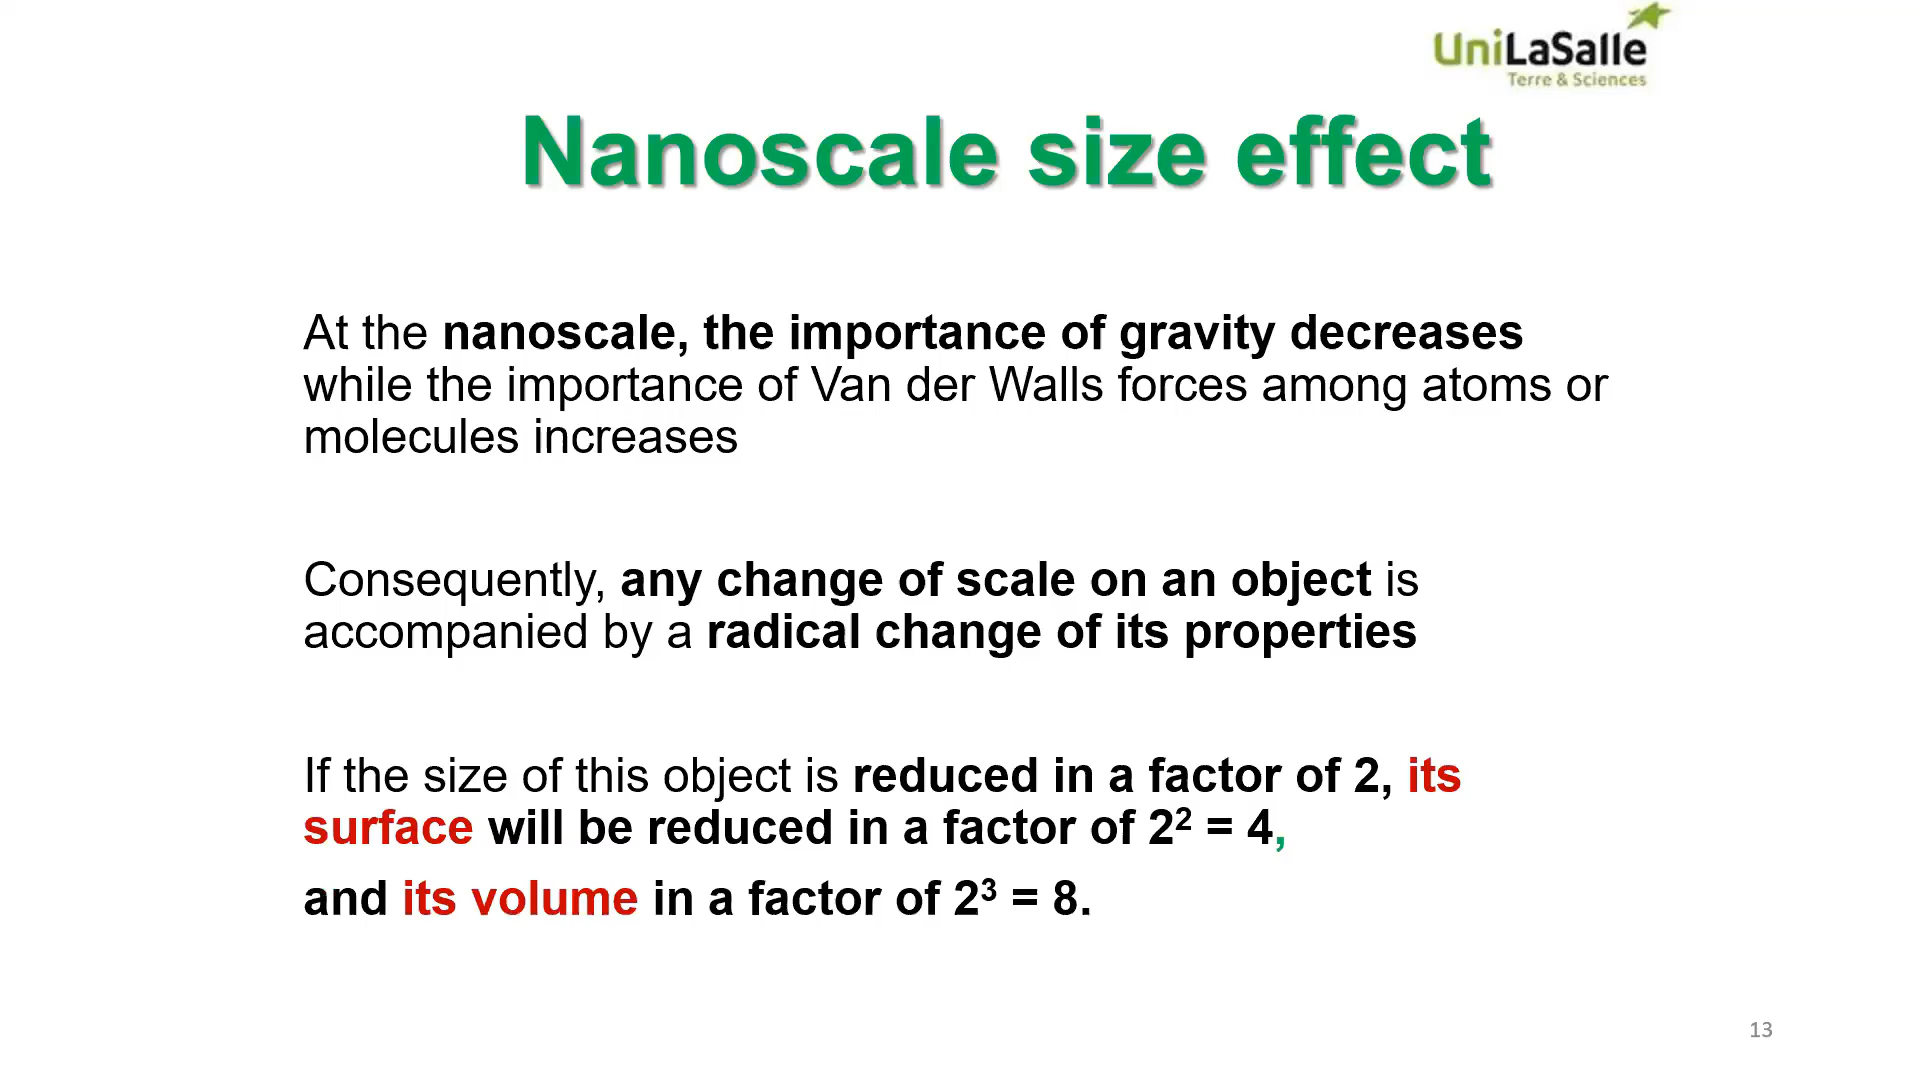 UniLaSalle
Terre & Sciences
Nanoscale size effect
At the nanoscale, the importance of gravity decreases
while the importance of Van der Walls forces among atoms or
molecules increases
Consequently, any change of scale on an object is
accompanied by a radical change of its properties
If the size of this object is reduced in a factor of 2, its
surface will be reduced in a factor of 2² = 4,
and its volume in a factor of 2³ = 8.
13